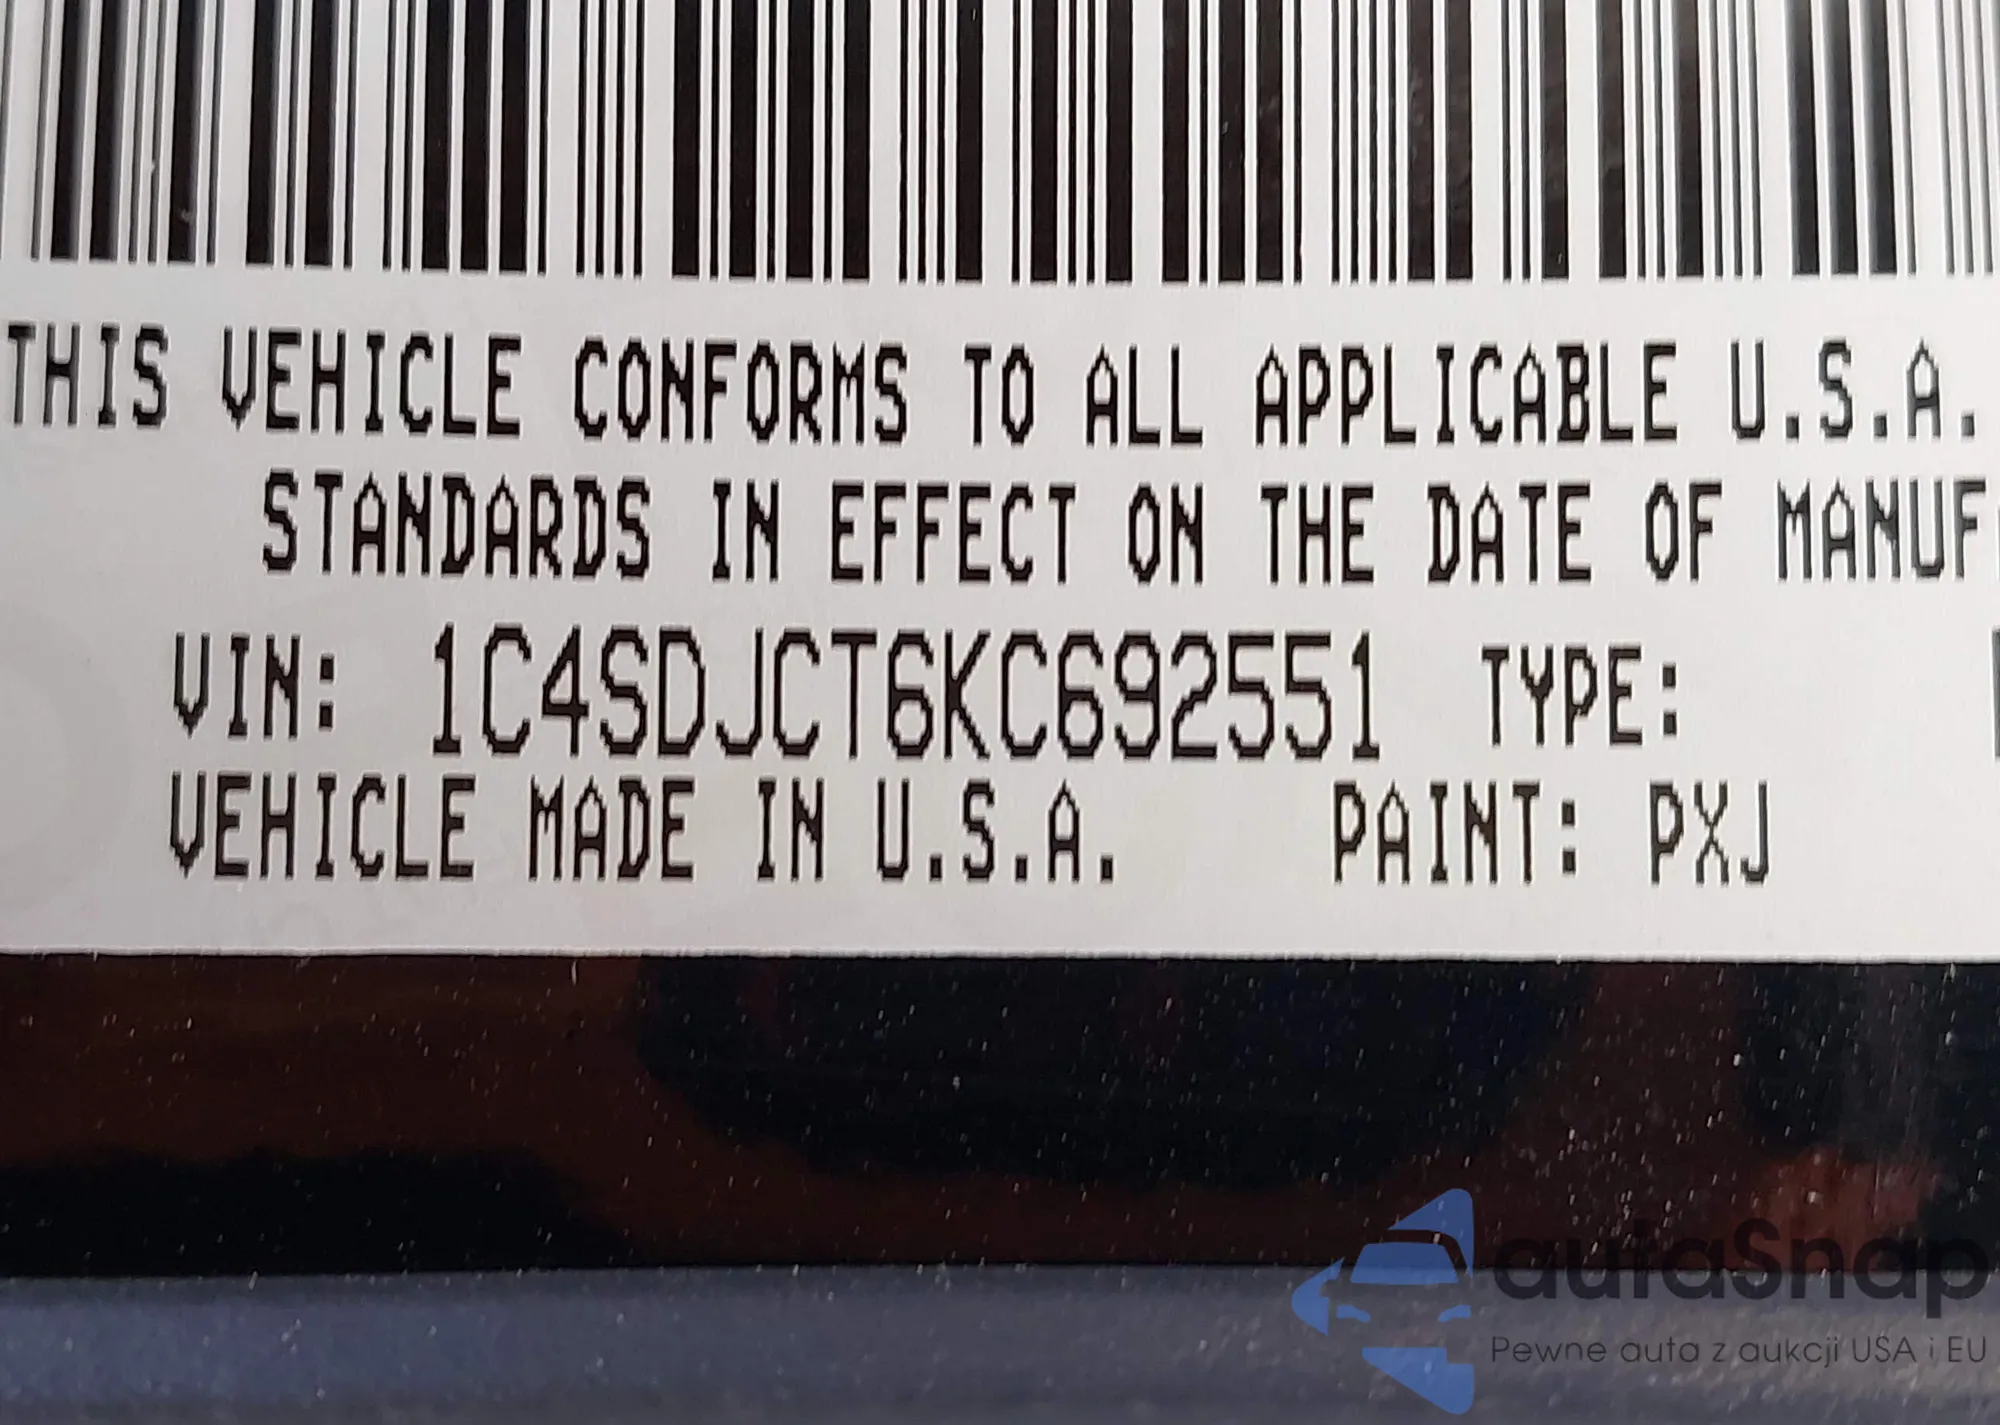 THIS VEHICLE CONFORMS TO ALL APPLICABLE U.S.A.
STANDARDS IN EFFECT ON THE DATE OF MANUF
VIN: 1C4SDJCT6KC692551 TYPE:
VEHICLE MADE IN U.S.A. PAINT: PXJ
autaSnap
Pewne auta z aukcji USA i EU